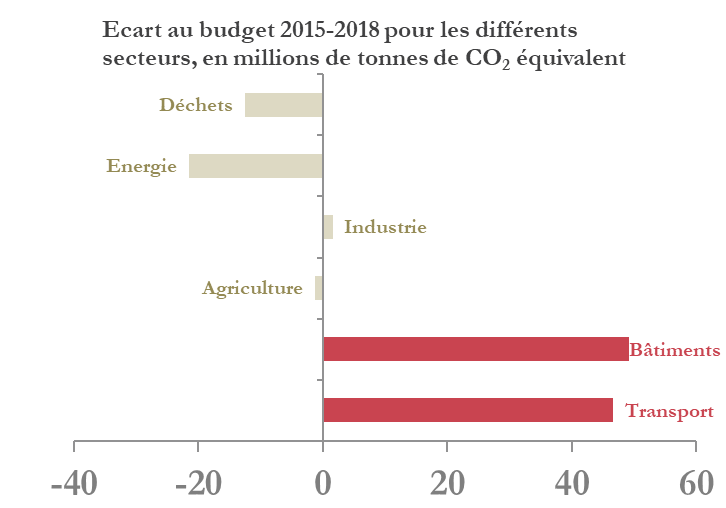 Ecart au budget 2015-2018 pour les différents
secteurs, en millions de tonnes de CO₂ équivalent
Déchets
Energie
Industrie
Agriculture
Bâtiments
Transport
-40 -20 0 20 40 60